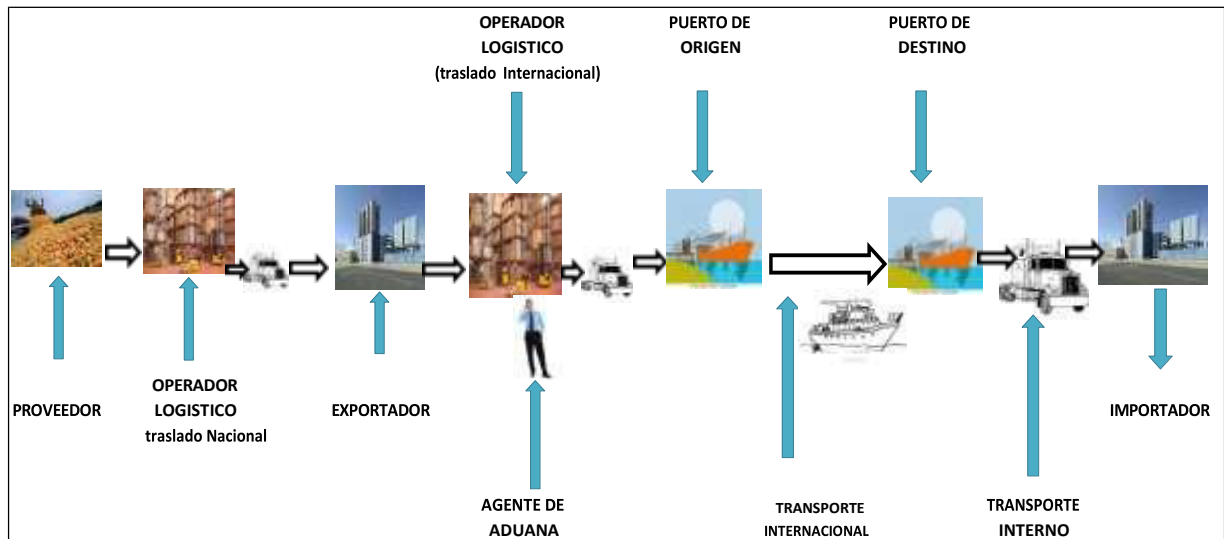 OPERADOR
LOGISTICO
(traslado Internacional)
PUERTO DE
ORIGEN
PUERTO DE
DESTINO
PROVEEDOR
OPERADOR
LOGISTICO
traslado Nacional
EXPORTADOR
IMPORTADOR
AGENTE DE
ADUANA
TRANSPORTE
INTERNACIONAL
TRANSPORTE
INTERNO